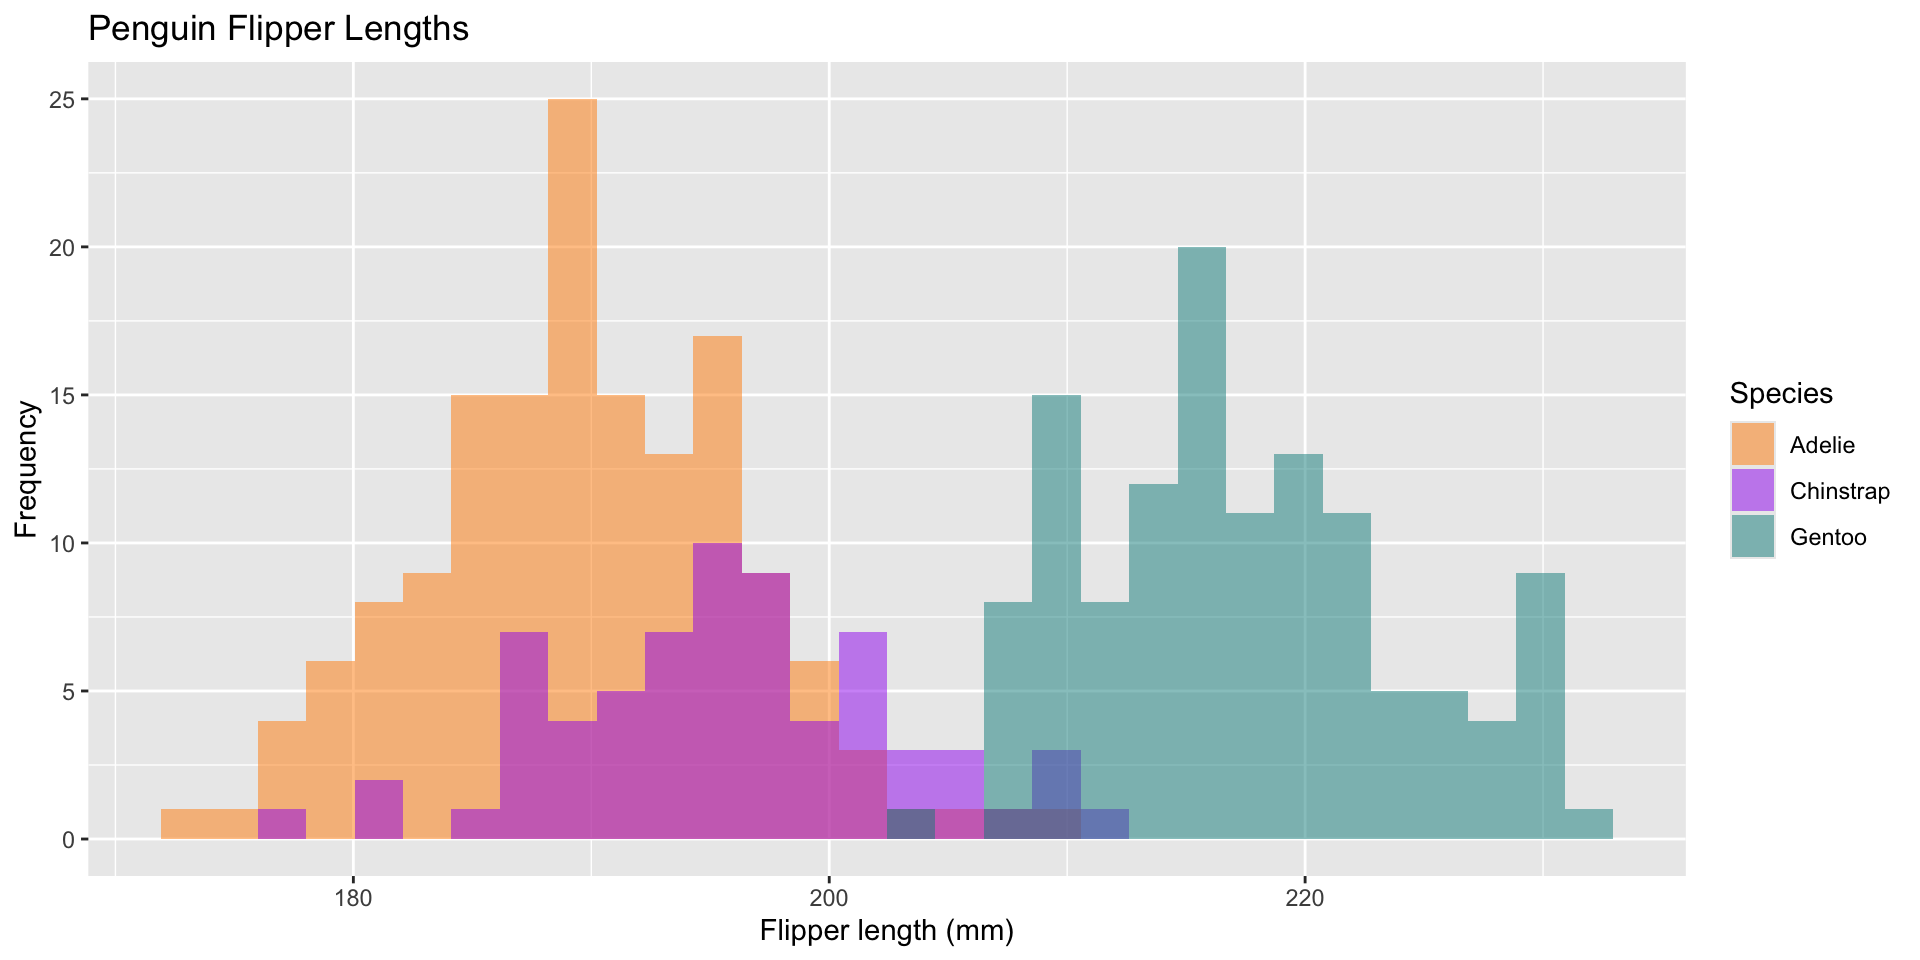 Penguin Flipper Lengths
Frequency
25
20
15
10
5
0
180 200 220
Flipper length (mm)
Species
Adelie
Chinstrap
Gentoo